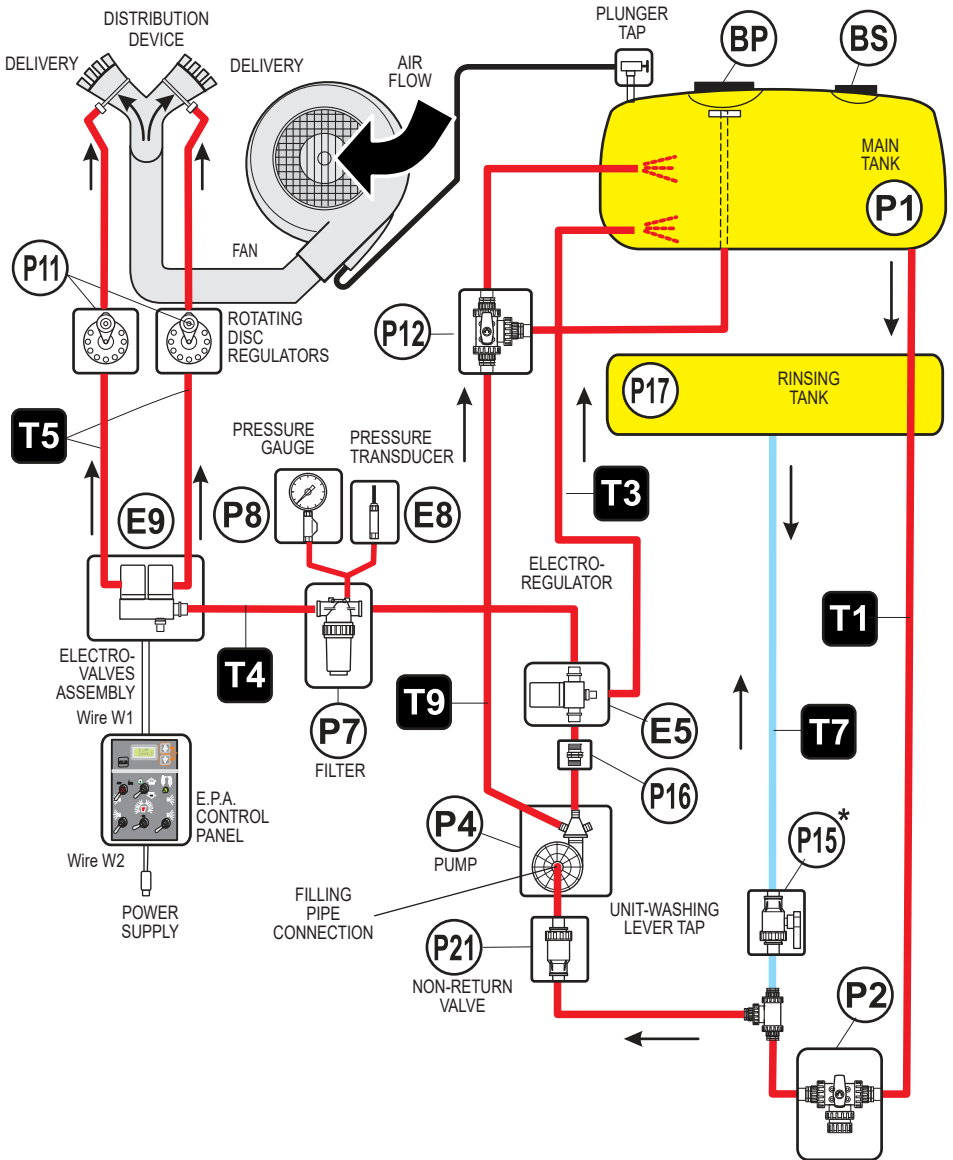 DISTRIBUTION
DEVICE
DELIVERY
DELIVERY
AIR
FLOW
PLUNGER
TAP
BP
BS
MAIN
TANK
P1
FAN
P11
ROTATING
DISC
REGULATORS
P12
P17
RINSING
TANK
T5
PRESSURE
GAUGE
PRESSURE
TRANSDUCER
T3
E9
P8
E8
ELECTRO-
REGULATOR
T1
ELECTRO-
VALVES
ASSEMBLY
T4
T9
Wire W1
P7
FILTER
E5
T7
P16
E.P.A.
CONTROL
PANEL
P4
PUMP
P15*
Wire W2
POWER
SUPPLY
FILLING
PIPE
CONNECTION
UNIT-WASHING
LEVER TAP
P21
NON-RETURN
VALVE
P2